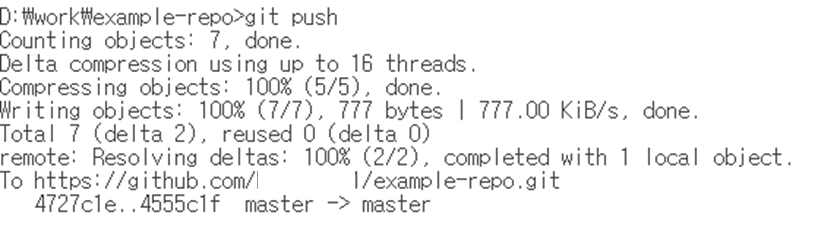 D:₩work₩example-repo>git push
Counting objects: 7, done.
Delta compression using up to 16 threads.
Compressing objects: 100% (5/5), done.
Writing objects: 100% (7/7), 777 bytes | 777.00 KiB/s, done.
Total 7 (delta 2), reused 0 (delta 0)
remote: Resolving deltas: 100% (2/2), completed with 1 local object.
To https://github.com/ /example-repo.git
4727c1e..4555c1f master -> master